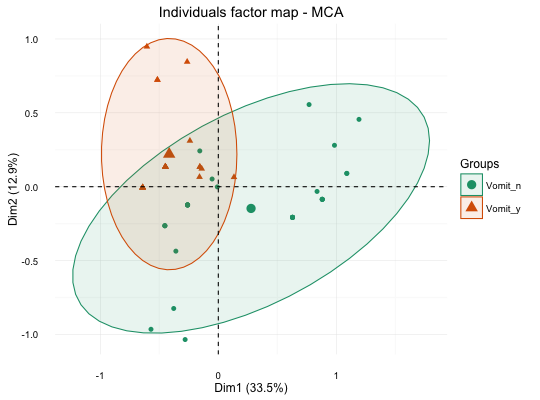 Individuals factor map - MCA
1.0
0.5
0.0
-0.5
-1.0
Dim2 (12.9%)
-1
0
1
Dim1 (33.5%)
Groups
Vomit_n
Vomit_y